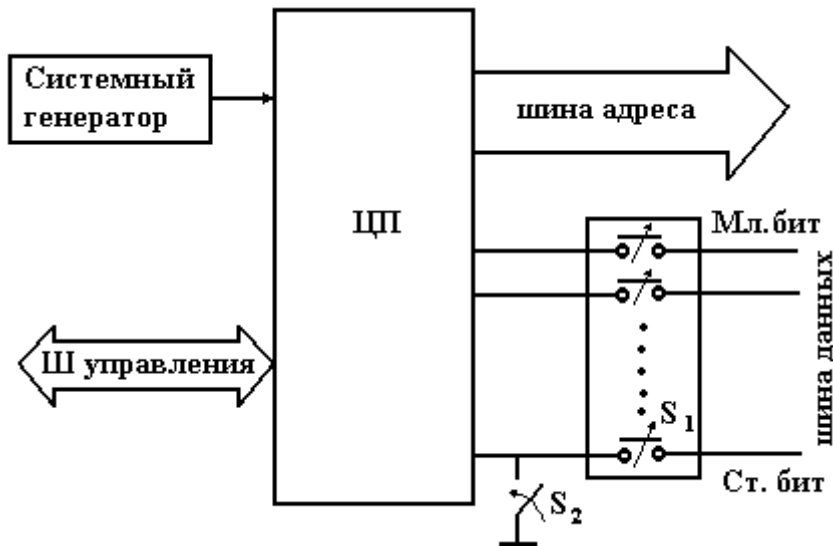 Системный
генератор
шина адреса
ЦП
Мл.бит
шина данных
Ш управления
S1
Ст. бит
S2